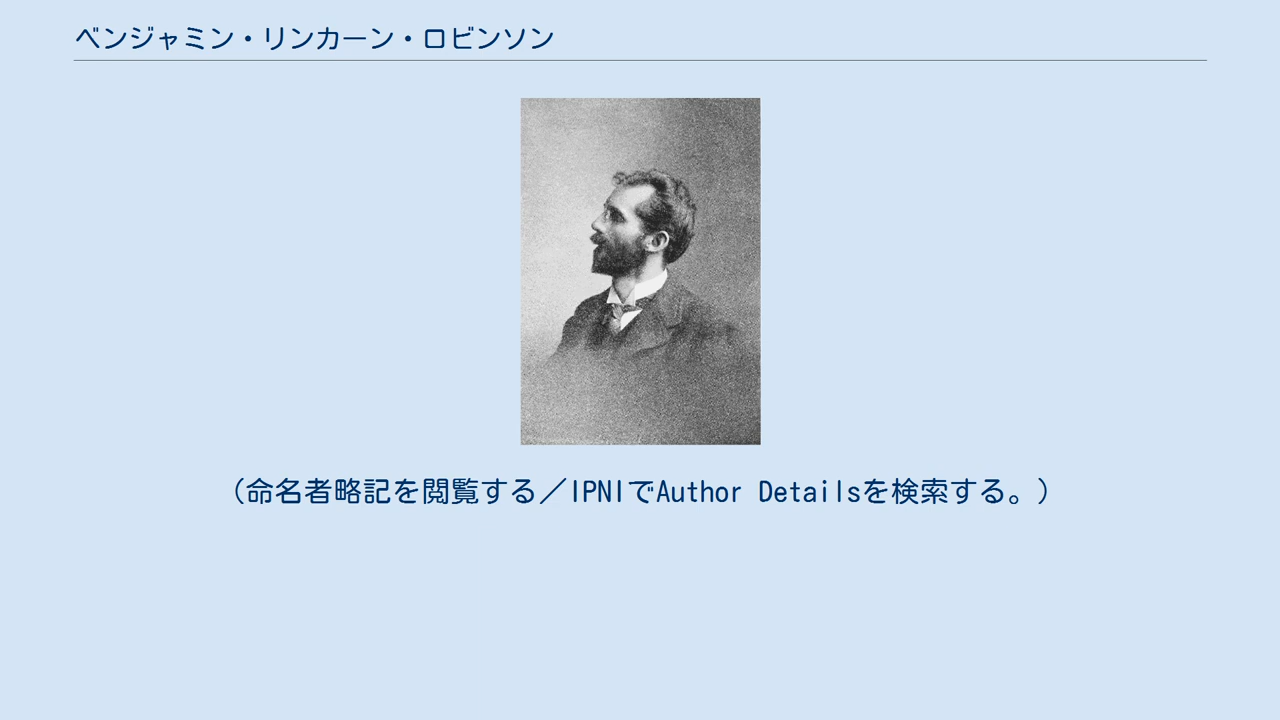 ベンジャミン・リンカーン・ロビンソン
（命名者略記を閲覧する／IPNIでAuthor Detailsを検索する。）